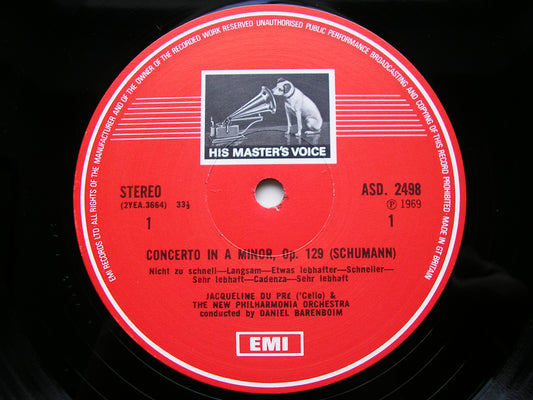 EMI RECORDS LTD ALL RIGHTS OF THE MANUFACTURER AND OF THE OWNER OF THE RECORDED WORK RESERVED UNAUTHORISED PUBLIC PERFORMANCE BROADCASTING AND COPYING OF THIS RECORD PROHIBITED MADE IN GT BRITAIN
HIS MASTER'S VOICE
STEREO
ASD. 2498
(2YEA.3664) 33⅓
Ⓟ 1969
1
1
CONCERTO IN A MINOR, Op. 129 (SCHUMANN)
Nicht zu schnell—Langsam—Etwas lebhafter—Schneller—
Sehr lebhaft—Cadenza—Sehr lebhaft
JACQUELINE DU PRÉ ('Cello) &
THE NEW PHILHARMONIA ORCHESTRA
conducted by DANIEL BARENBOIM
EMI